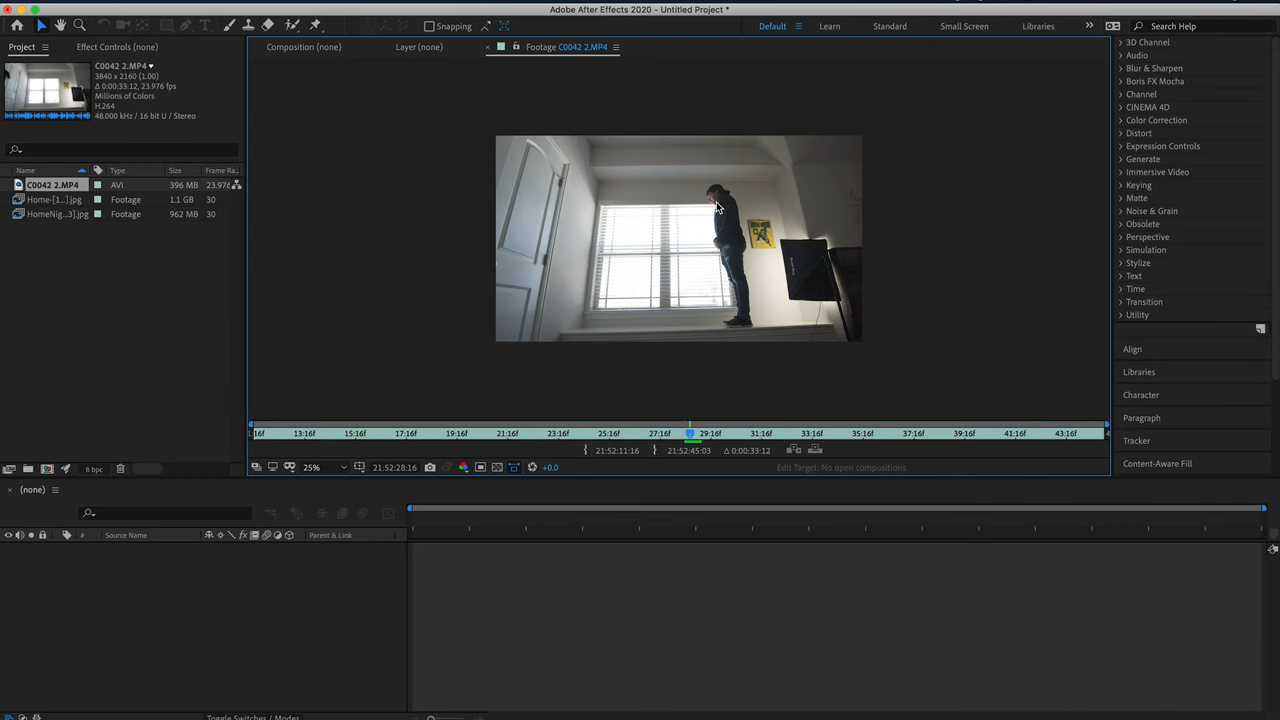 Adobe After Effects 2020 - Untitled Project *
Snapping
Default
Learn
Standard
Small Screen
Libraries
Search Help
Project
Effect Controls (none)
Composition (none)
Layer (none)
Footage C0042 2.MP4
C0042 2.MP4
3840 x 2160 (1.00)
Δ 0:00:33:12, 23.976 fps
Millions of Colors
H.264
48.000 kHz / 16 bit U / Stereo
Name
Type
Size
Frame Ra...
C0042 2.MP4 AVI 396 MB 23.976
Home-[1...].jpg Footage 1.1 GB 30
HomeNig...3].jpg Footage 962 MB 30
3D Channel
Audio
Blur & Sharpen
Boris FX Mocha
Channel
CINEMA 4D
Color Correction
Distort
Expression Controls
Generate
Immersive Video
Keying
Matte
Noise & Grain
Obsolete
Perspective
Simulation
Stylize
Text
Time
Transition
Utility
Align
Libraries
Character
Paragraph
Tracker
Content-Aware Fill
1:16f 13:16f 15:16f 17:16f 19:16f 21:16f 23:16f 25:16f 27:16f 29:16f 31:16f 33:16f 35:16f 37:16f 39:16f 41:16f 43:16f
21:52:11:16
21:52:45:03
Δ 0:00:33:12
8 bpc
25%
21:52:28:16
+0.0
Edit Target: No open compositions
(none)
#
Source Name
fx
Parent & Link
Toggle Switches / Modes